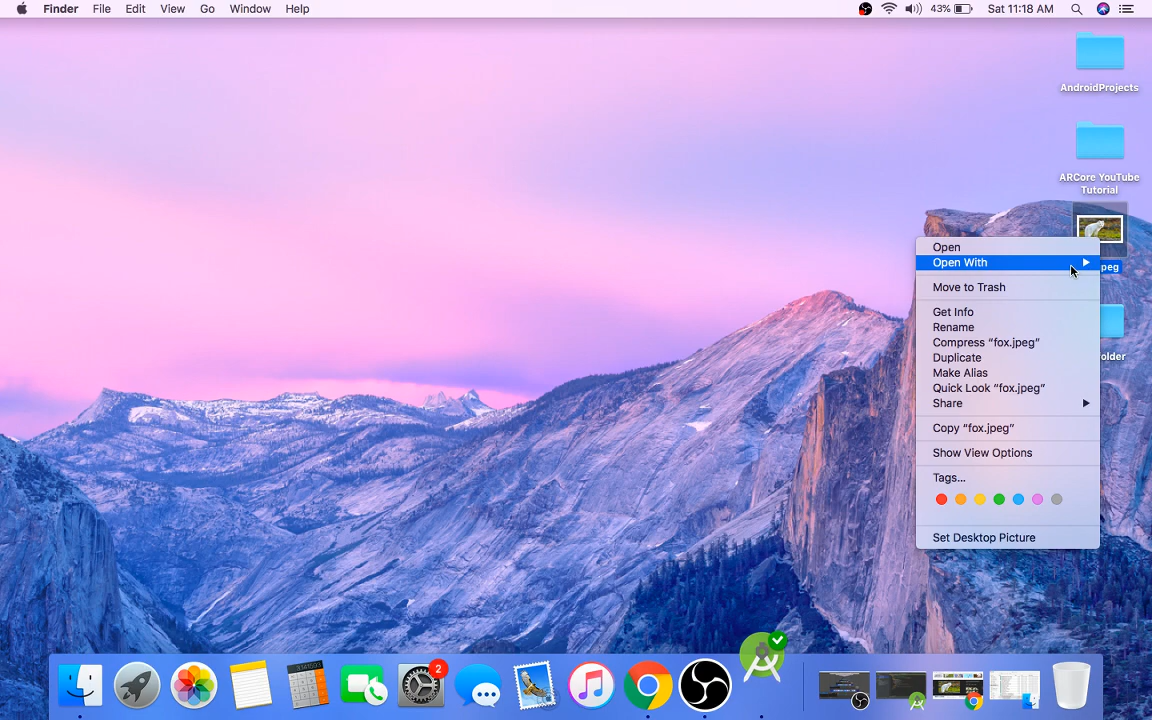 Finder File Edit View Go Window Help 43% Sat 11:18 AM
AndroidProjects
ARCore YouTube
Tutorial
Open
Open With
peg
Move to Trash
Get Info
Rename
Compress “fox.jpeg”
older
Duplicate
Make Alias
Quick Look “fox.jpeg”
Share
Copy “fox.jpeg”
Show View Options
Tags...
Set Desktop Picture
2